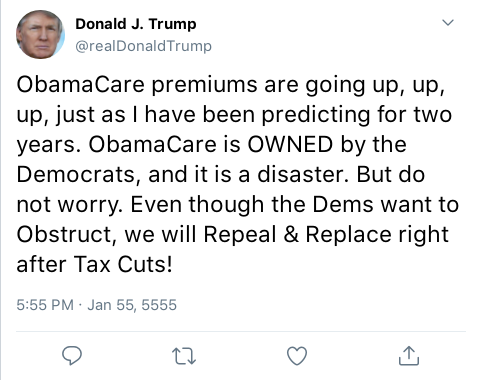 Donald J. Trump
@realDonaldTrump
ObamaCare premiums are going up, up,
up, just as I have been predicting for two
years. ObamaCare is OWNED by the
Democrats, and it is a disaster. But do
not worry. Even though the Dems want to
Obstruct, we will Repeal & Replace right
after Tax Cuts!
5:55 PM · Jan 55, 5555